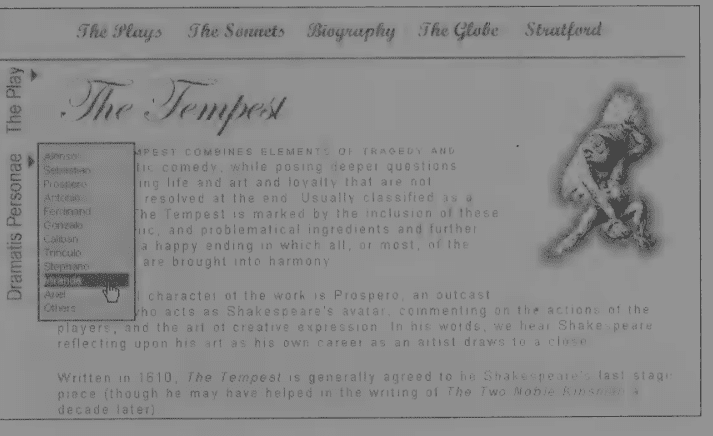 The Plays The Sonnets Biography The Globe Stratford
The Play
The Tempest
Dramatis Personae
Alonso
Sebastian
Prospero
Antonio
Ferdinand
Gonzalo
Caliban
Trinculo
Stephano
Miranda
Ariel
Others
COMBINES ELEMENTS OF TRAGEDY AND
comedy, while posing deeper questions
life and art and loyalty that are not
resolved at the end. Usually classified as a
The Tempest is marked by the inclusion of these
and problematical ingredients and further
a happy ending in which all, or most, of the
are brought into harmony
character of the work is Prospero, an outcast
who acts as Shakespeare's avatar, commenting on the actions of the
players, and the art of creative expression. In his words, we hear Shakespeare
reflecting upon his art as his own career as an artist draws to a close
Written in 1610, The Tempest is generally agreed to be Shakespeare's last stage
piece (though he may have helped in the writing of The Two Noble Kinsmen a
decade later)